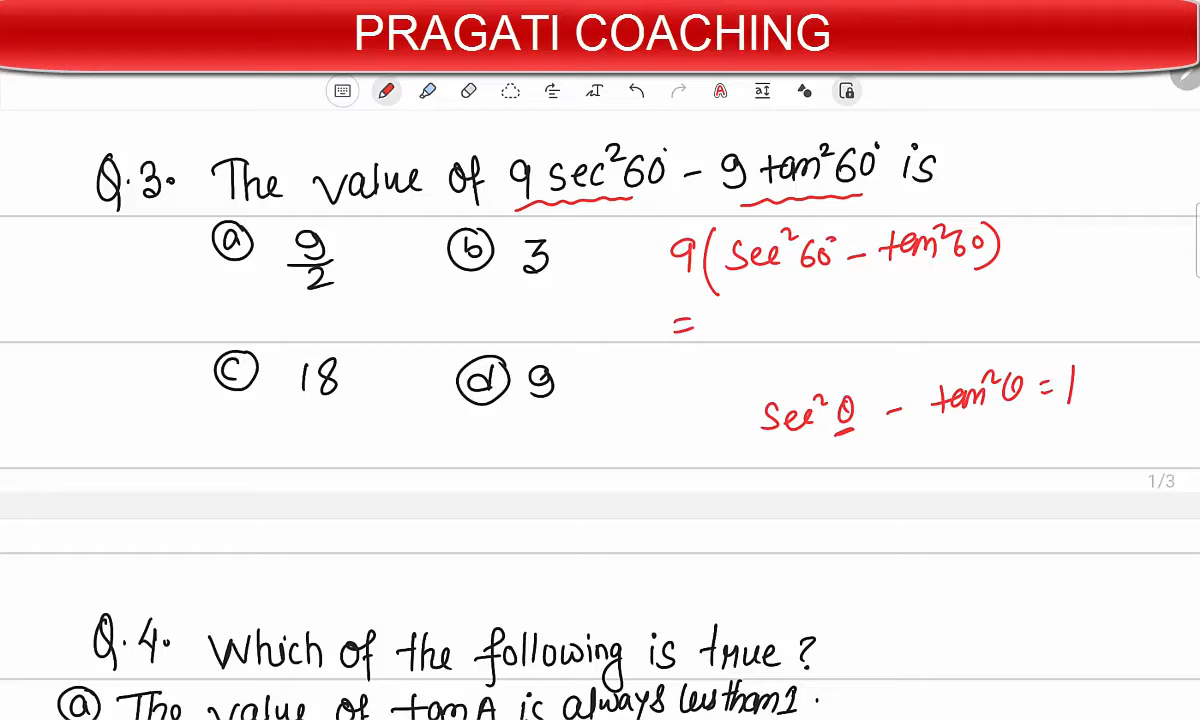 PRAGATI COACHING
Q.3. The value of 9 sec²60° - 9 tan²60° is
ⓐ 9/2 ⓑ 3
9(sec²60° - tan²60)
=
ⓒ 18 ⓓ 9
sec²θ - tan²θ = 1
1/3
Q.4. Which of the following is true?
ⓐ The value of tan A is always less than 1.